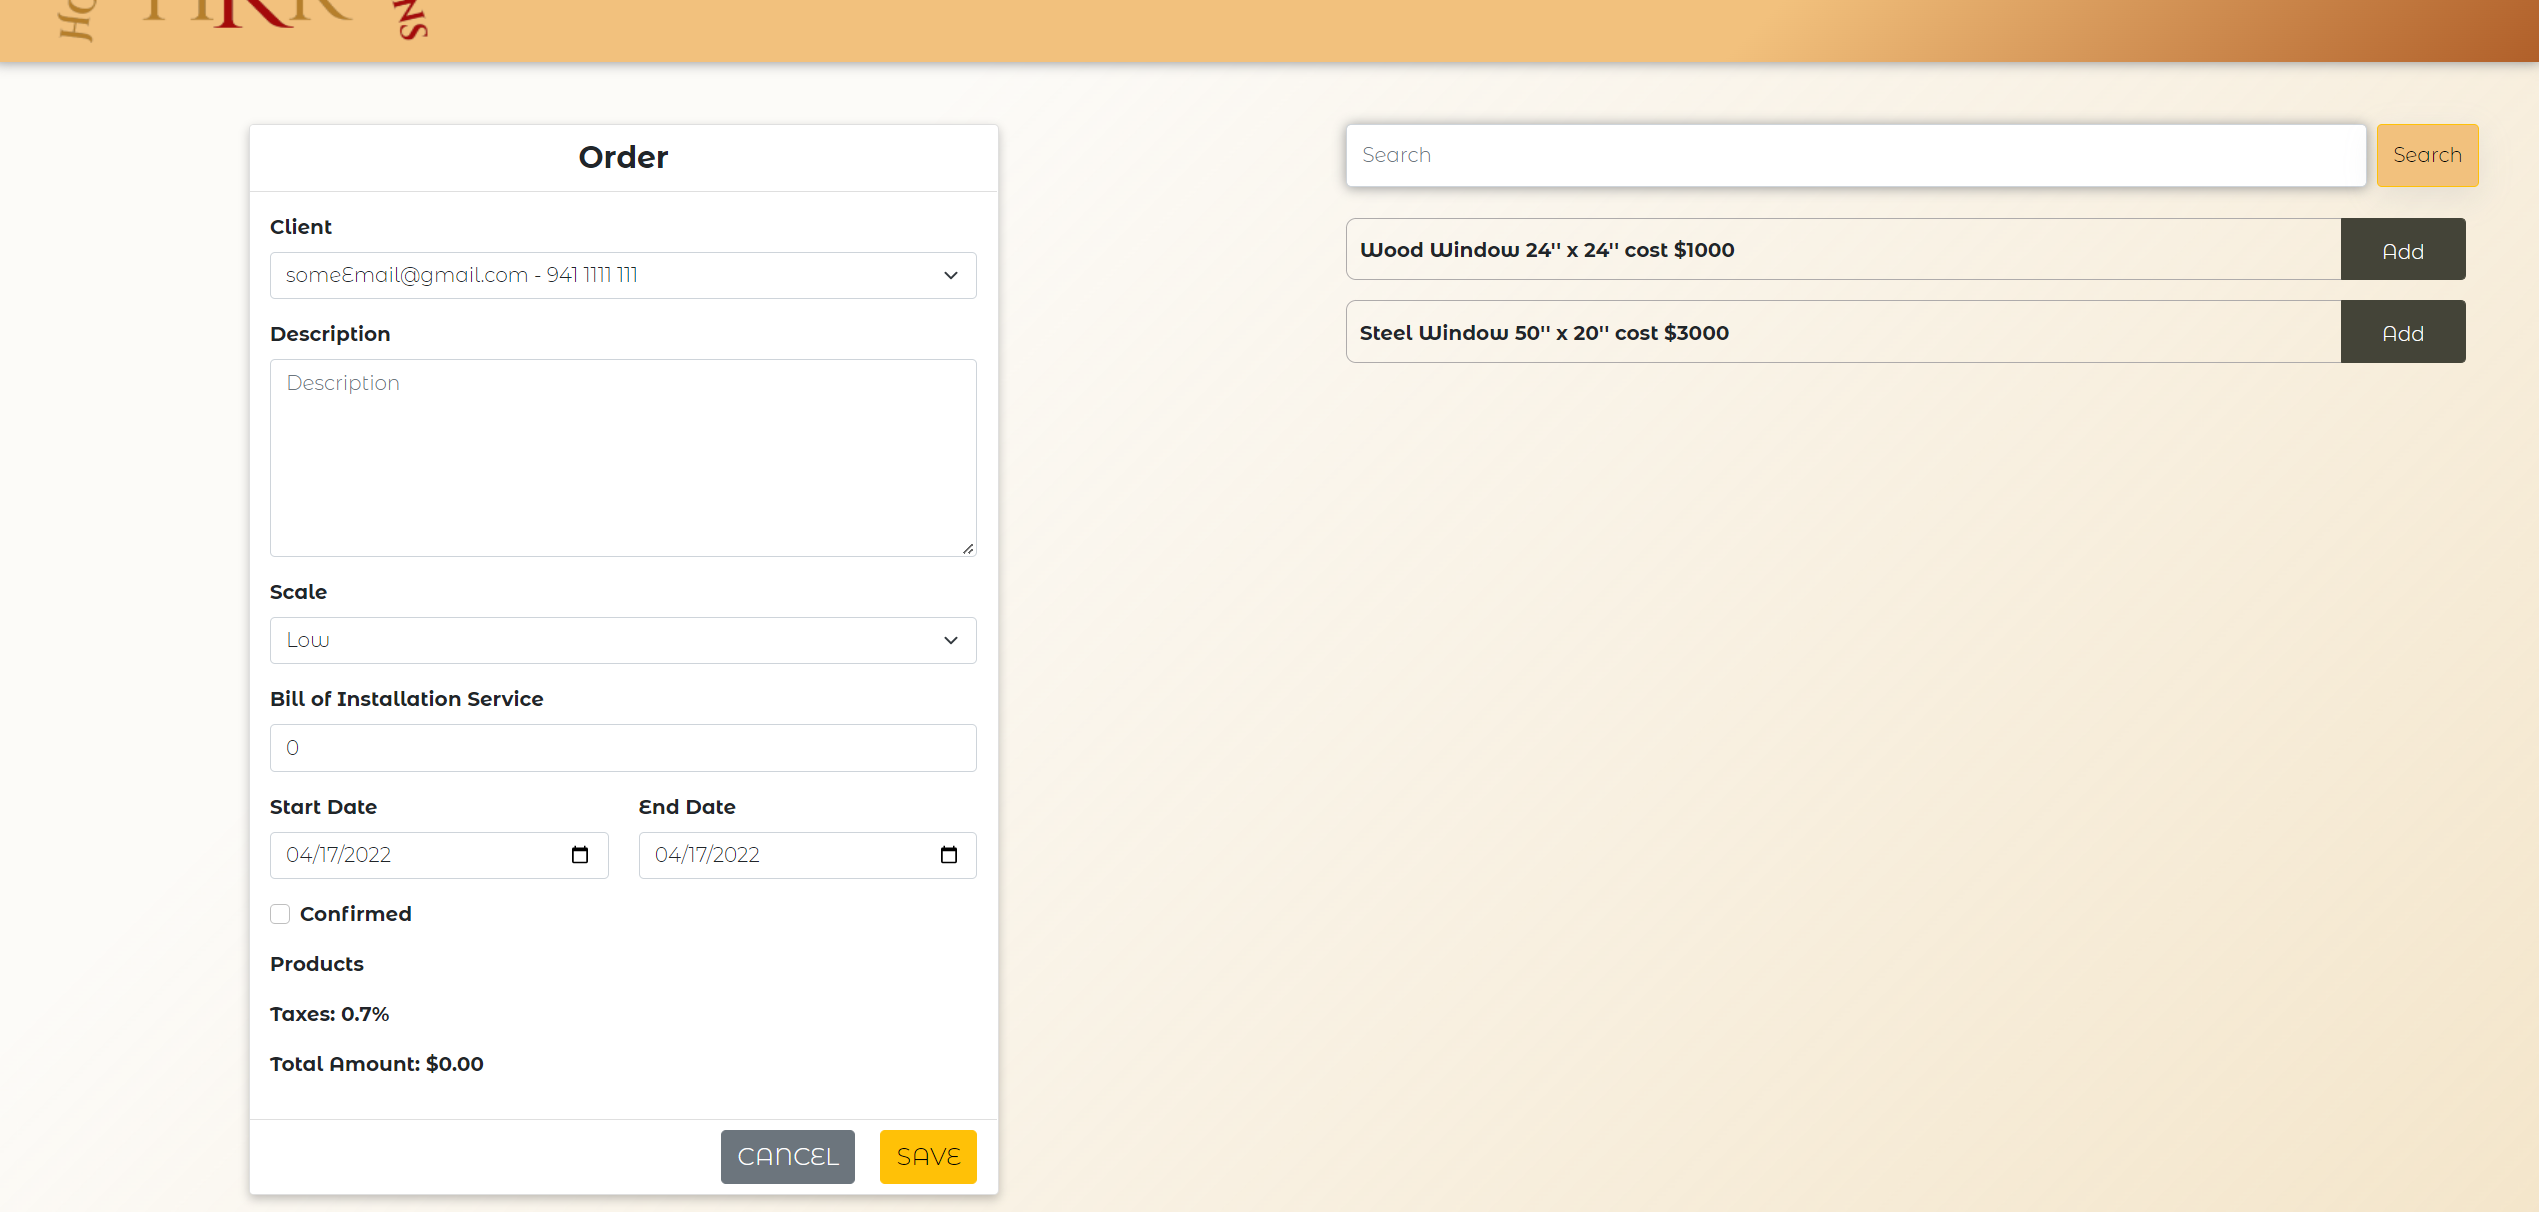 Order
Client
someEmail@gmail.com - 941 1111 111
Description
Description
Scale
Low
Bill of Installation Service
0
Start Date
End Date
04/17/2022
04/17/2022
Confirmed
Products
Taxes: 0.7%
Total Amount: $0.00
CANCEL
SAVE
Search
Search
Wood Window 24'' x 24'' cost $1000
Add
Steel Window 50'' x 20'' cost $3000
Add